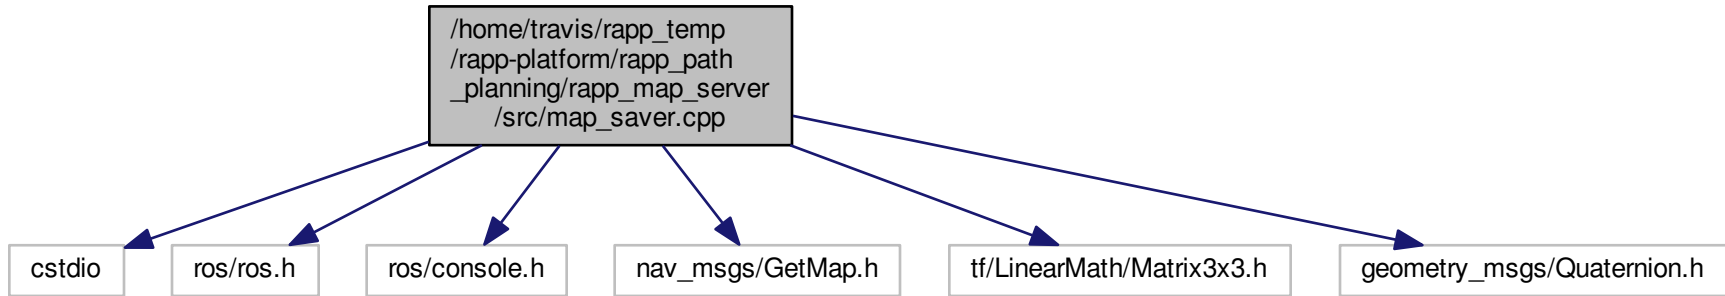 /home/travis/rapp_temp
/rapp-platform/rapp_path
_planning/rapp_map_server
/src/map_saver.cpp
cstdio
ros/ros.h
ros/console.h
nav_msgs/GetMap.h
tf/LinearMath/Matrix3x3.h
geometry_msgs/Quaternion.h